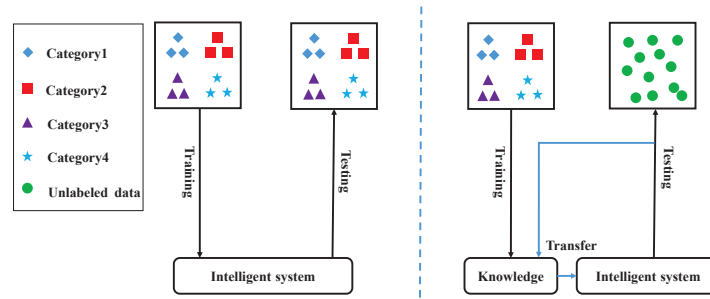 Category1
Category2
Category3
Category4
Unlabeled data
Training
Testing
Intelligent system
Training
Testing
Transfer
Knowledge
Intelligent system